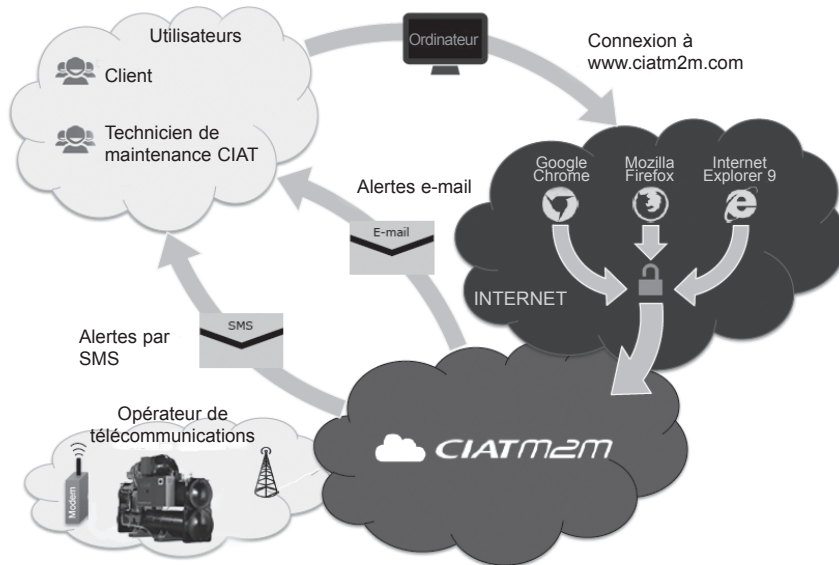 Utilisateurs
Client
Technicien de
maintenance CIAT
Ordinateur
Connexion à
www.ciatm2m.com
Google
Chrome
Mozilla
Firefox
Internet
Explorer 9
INTERNET
Alertes e-mail
E-mail
Alertes par
SMS
SMS
Opérateur de
télécommunications
Modem
CIATm2m